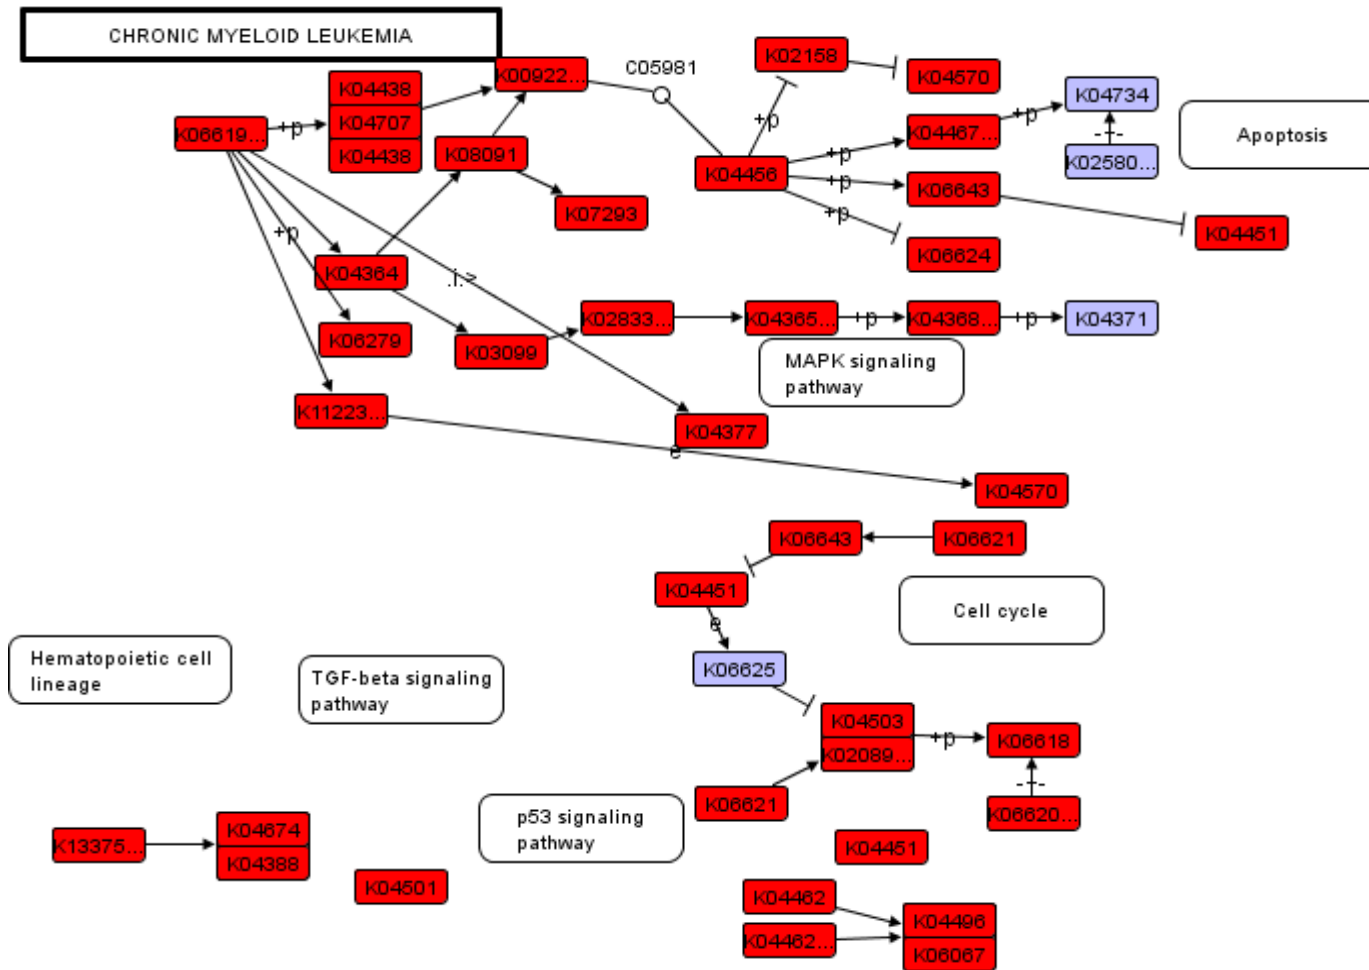 CHRONIC MYELOID LEUKEMIA
C05981
K02158
K00922...
K04570
K04438
K04734
K06619...
+p
K04707
+p
K04467...
+p
Apoptosis
K04438
K08091
+p
-+-
K04456
+p
K02580...
+p
K06643
K07293
+p
K04451
+p
K06624
K04364
.i.>
K02833...
K04365...
+p
K04368...
+p
K04371
K06279
K03099
MAPK signaling
pathway
K11223...
K04377
e
K04570
K06643
K06621
K04451
Cell cycle
e
Hematopoietic cell
lineage
TGF-beta signaling
pathway
K06625
K04503
+p
K06618
K02089...
-+-
K06621
K06620...
p53 signaling
pathway
K04674
K13375...
K04451
K04388
K04501
K04462
K04496
K04462...
K06067